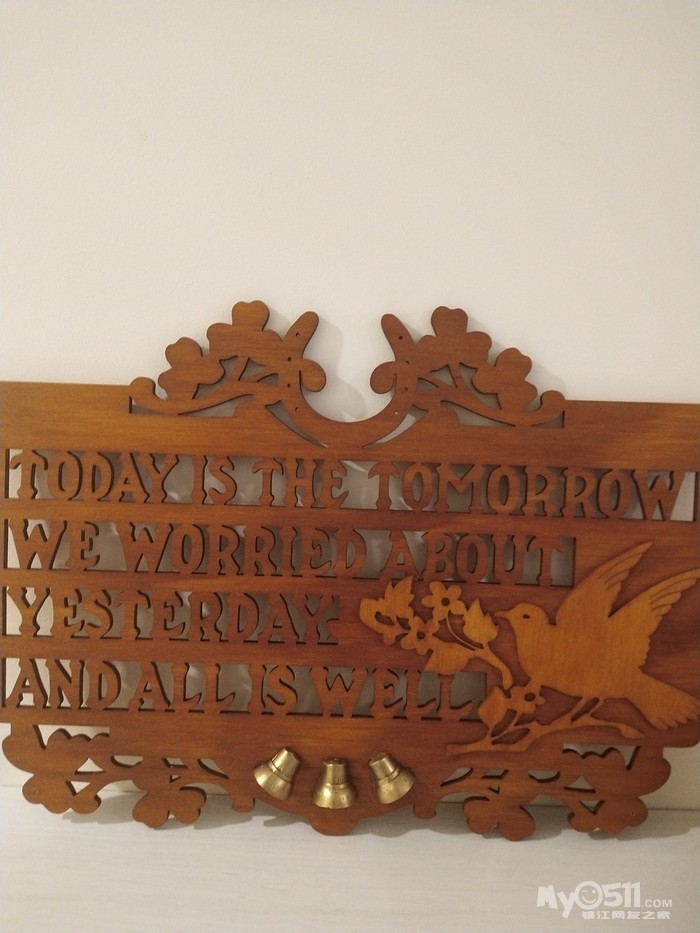 TODAY IS THE TOMORROW
WE WORRIED ABOUT
YESTERDAY
AND ALL IS WELL
My0511.COM
镇江网友之家